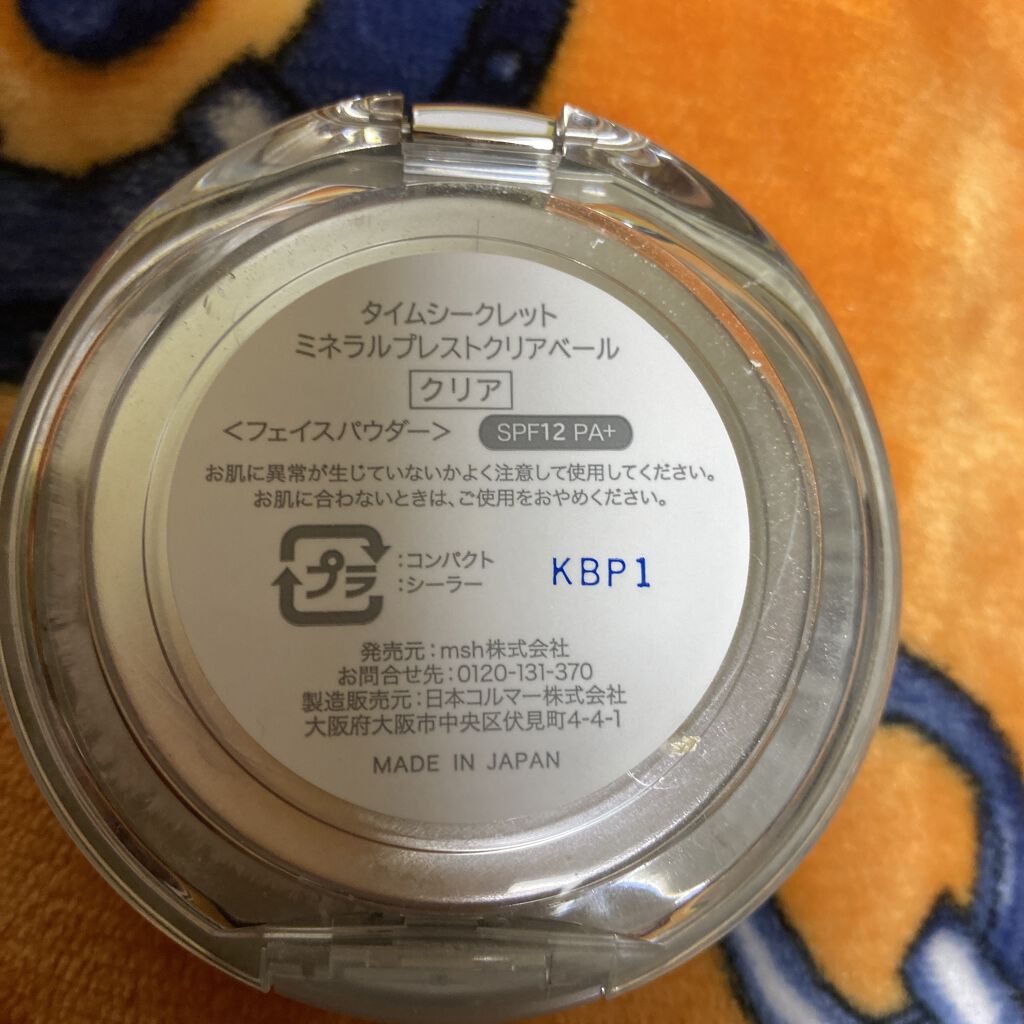 タイムシークレット
ミネラルプレストクリアベール
クリア
<フェイスパウダー> SPF12 PA+
お肌に異常が生じていないかよく注意して使用してください。
お肌に合わないときは、ご使用をおやめください。
プラ :コンパクト
:シーラー
KBP1
発売元:msh株式会社
お問合せ先:0120-131-370
製造販売元:日本コルマー株式会社
大阪府大阪市中央区伏見町4-4-1
MADE IN JAPAN